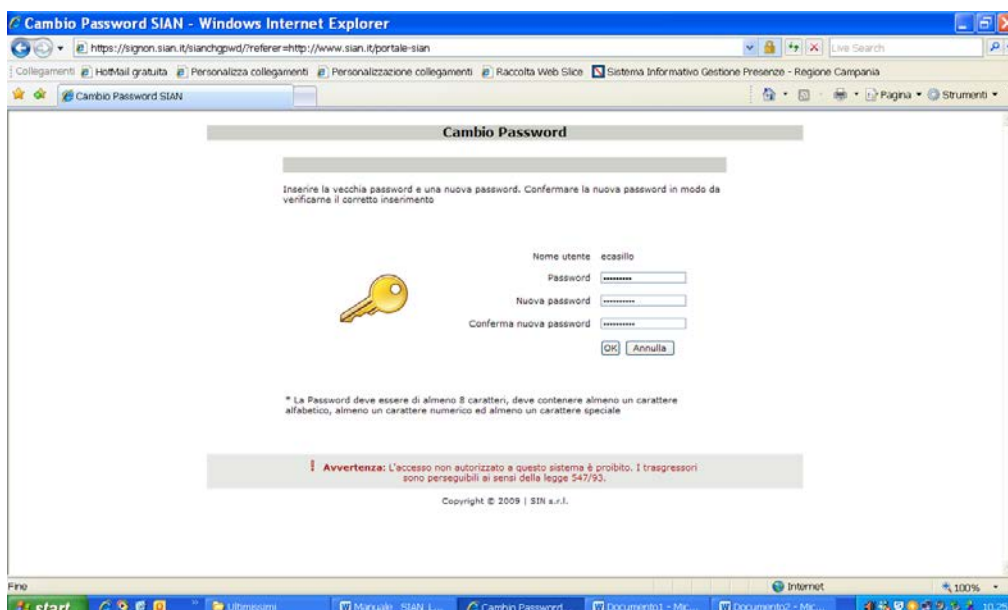 Cambio Password SIAN - Windows Internet Explorer
https://signon.sian.it/sianchgpwd/?referer=http://www.sian.it/portale-sian
Live Search
Collegamenti HotMail gratuita Personalizza collegamenti Personalizzazione collegamenti Raccolta Web Slice Sistema Informativo Gestione Presenze - Regione Campania
Cambio Password SIAN
Pagina Strumenti
Cambio Password
Inserire la vecchia password e una nuova password. Confermare la nuova password in modo da
verificarne il corretto inserimento
Nome utente ecasillo
Password
Nuova password
Conferma nuova password
OK Annulla
* La Password deve essere di almeno 8 caratteri, deve contenere almeno un carattere
alfabetico, almeno un carattere numerico ed almeno un carattere speciale
! Avvertenza: L'accesso non autorizzato a questo sistema è proibito. I trasgressori
sono perseguibili ai sensi della legge 547/93.
Copyright © 2009 | SIN s.r.l.
Fine Internet 100%
start Ultimissimi Manuale_SIAN_L... Cambio Password... Documento1 - Mic... Documento2 - Mic...